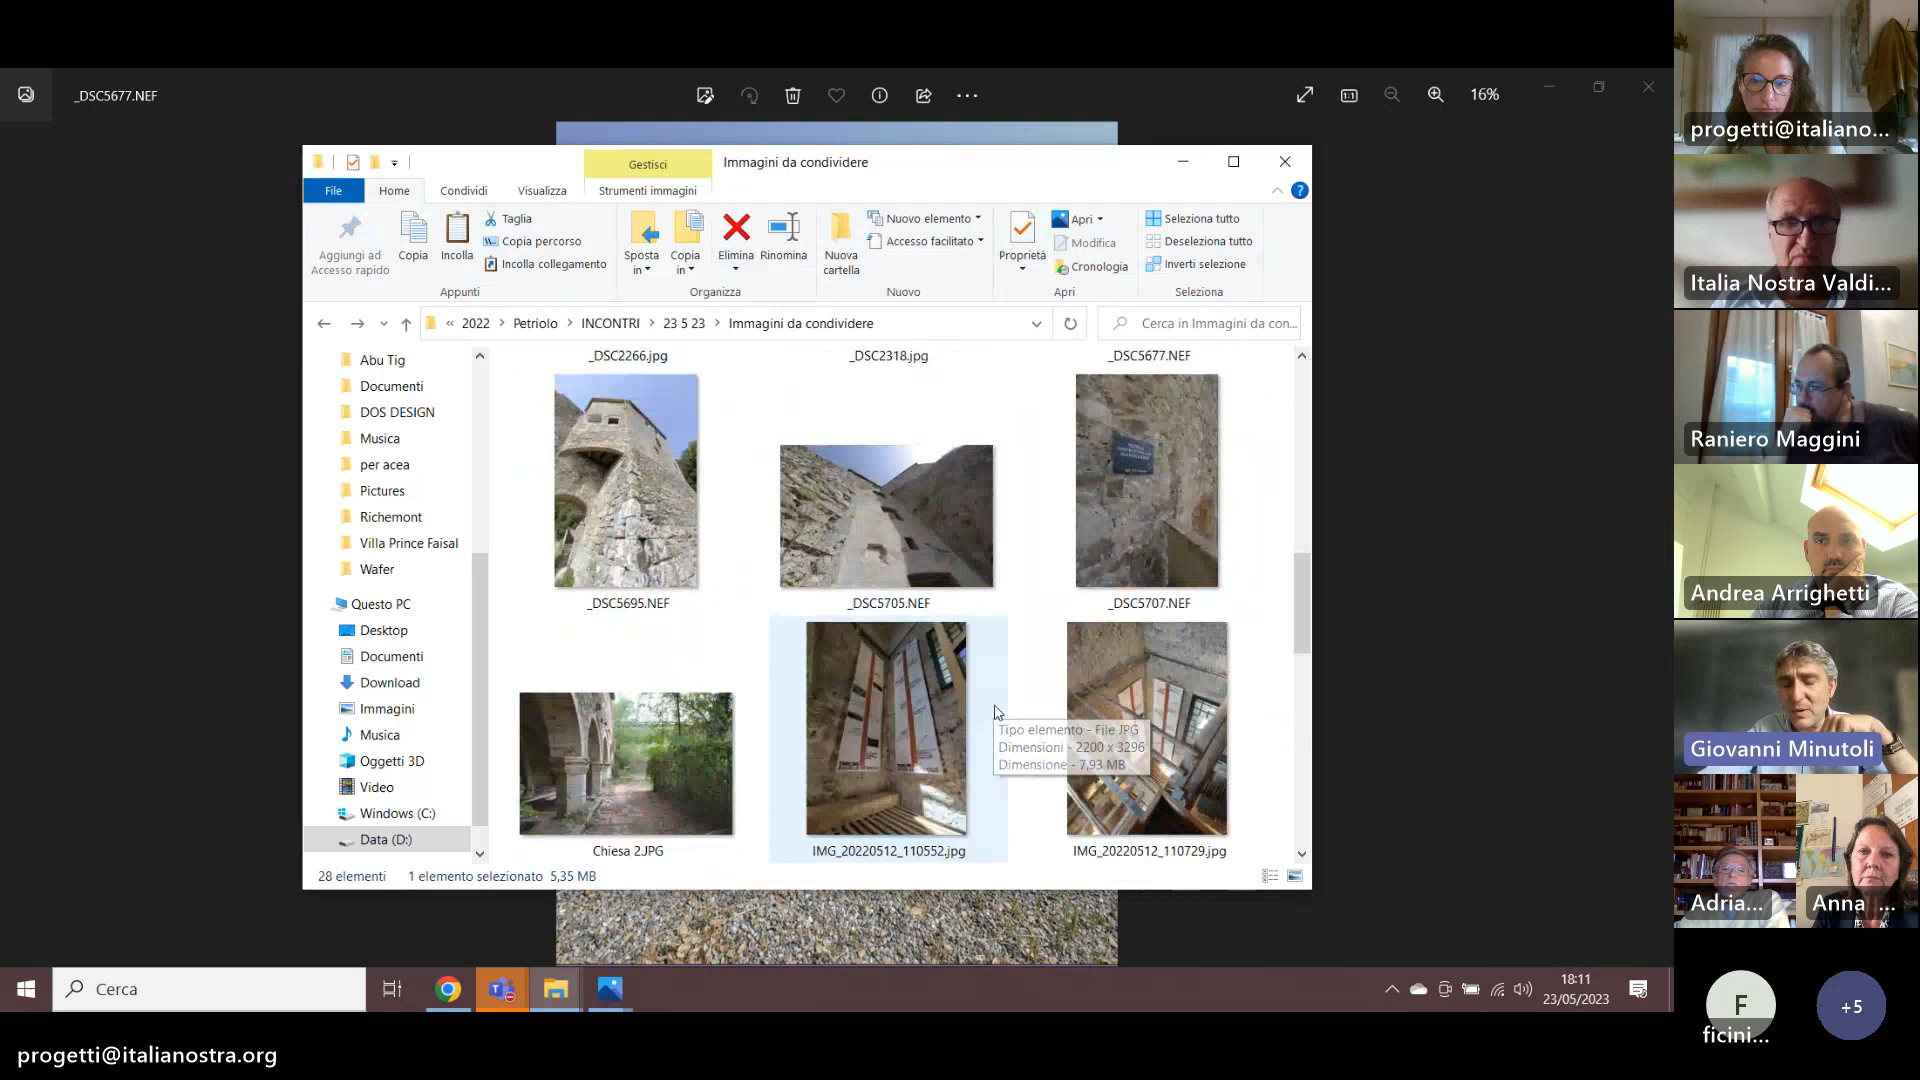 _DSC5677.NEF
16%
Gestisci
Immagini da condividere
File
Home
Condividi
Visualizza
Strumenti immagini
Aggiungi ad Accesso rapido
Copia
Incolla
Taglia
Copia percorso
Incolla collegamento
Appunti
Sposta in
Copia in
Elimina
Rinomina
Organizza
Nuova cartella
Nuovo elemento
Accesso facilitato
Nuovo
Proprietà
Apri
Modifica
Cronologia
Apri
Seleziona tutto
Deseleziona tutto
Inverti selezione
Seleziona
« 2022 > Petriolo > INCONTRI > 23 5 23 > Immagini da condividere
Cerca in Immagini da con...
Abu Tig
Documenti
DOS DESIGN
Musica
per acea
Pictures
Richemont
Villa Prince Faisal
Wafer
Questo PC
Desktop
Documenti
Download
Immagini
Musica
Oggetti 3D
Video
Windows (C:)
Data (D:)
_DSC2266.jpg
_DSC2318.jpg
_DSC5677.NEF
_DSC5695.NEF
_DSC5705.NEF
_DSC5707.NEF
Chiesa 2.JPG
IMG_20220512_110552.jpg
IMG_20220512_110729.jpg
Tipo elemento - File JPG
Dimensioni - 2200 x 3296
Dimensione - 7,93 MB
28 elementi
1 elemento selezionato 5,35 MB
Cerca
18:11
23/05/2023
progetti@italianostra.org
progetti@italiano...
Italia Nostra Valdi...
Raniero Maggini
Andrea Arrighetti
Giovanni Minutoli
Adria...
Anna ...
F
ficini...
+5